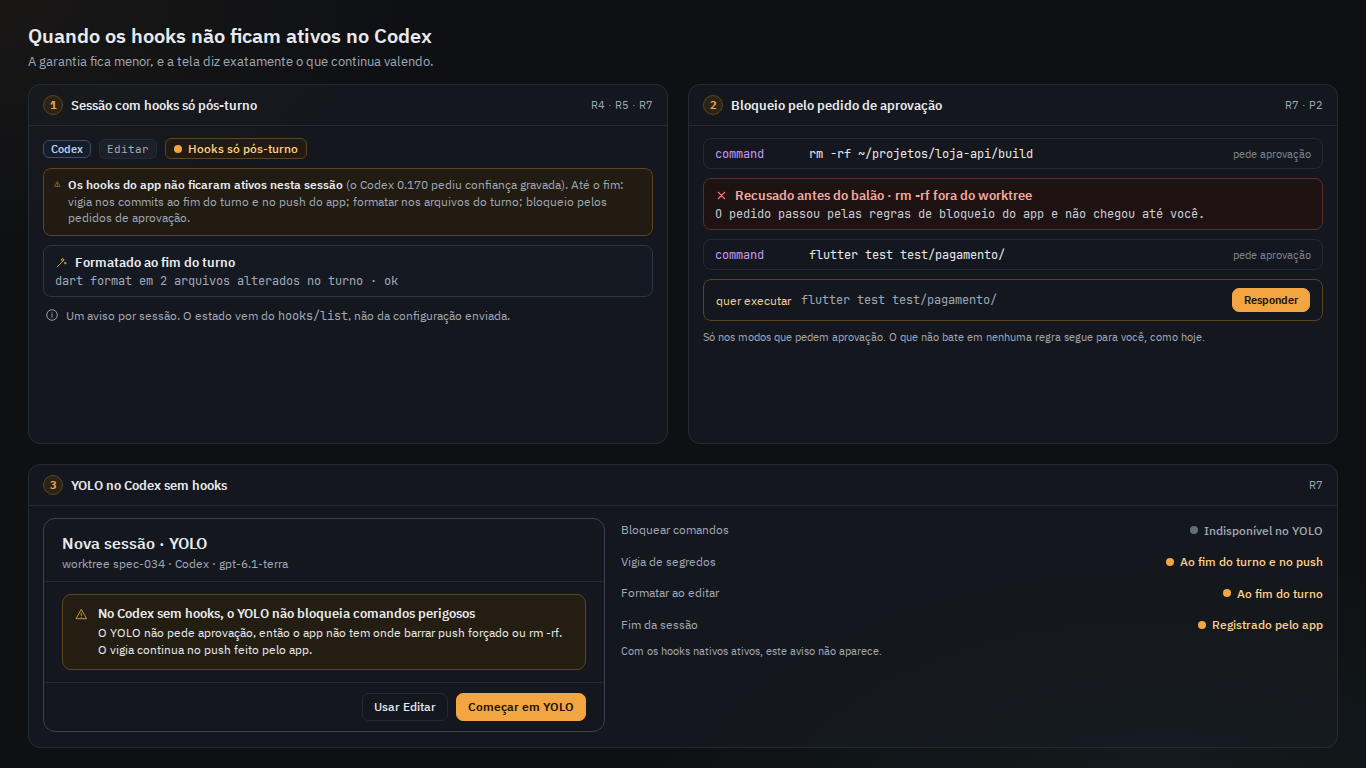 Quando os hooks não ficam ativos no Codex
A garantia fica menor, e a tela diz exatamente o que continua valendo.
1 Sessão com hooks só pós-turno R4 · R5 · R7
Codex Editar Hooks só pós-turno
Os hooks do app não ficaram ativos nesta sessão (o Codex 0.170 pediu confiança gravada). Até o fim:
vigia nos commits ao fim do turno e no push do app; formatar nos arquivos do turno; bloqueio pelos
pedidos de aprovação.
Formatado ao fim do turno
dart format em 2 arquivos alterados no turno · ok
Um aviso por sessão. O estado vem do hooks/list, não da configuração enviada.
2 Bloqueio pelo pedido de aprovação R7 · P2
command rm -rf ~/projetos/loja-api/build pede aprovação
Recusado antes do balão · rm -rf fora do worktree
O pedido passou pelas regras de bloqueio do app e não chegou até você.
command flutter test test/pagamento/ pede aprovação
quer executar flutter test test/pagamento/ Responder
Só nos modos que pedem aprovação. O que não bate em nenhuma regra segue para você, como hoje.
3 YOLO no Codex sem hooks R7
Nova sessão · YOLO
worktree spec-034 · Codex · gpt-6.1-terra
No Codex sem hooks, o YOLO não bloqueia comandos perigosos
O YOLO não pede aprovação, então o app não tem onde barrar push forçado ou rm -rf.
O vigia continua no push feito pelo app.
Usar Editar Começar em YOLO
Bloquear comandos Indisponível no YOLO
Vigia de segredos Ao fim do turno e no push
Formatar ao editar Ao fim do turno
Fim da sessão Registrado pelo app
Com os hooks nativos ativos, este aviso não aparece.